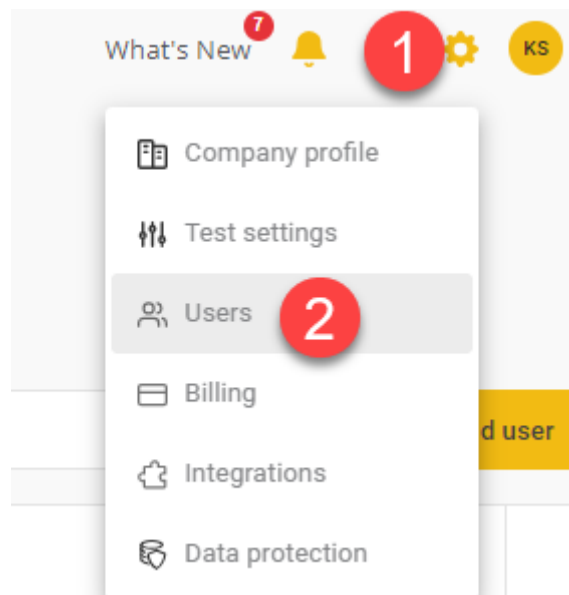 What's New 7 1 KS
Company profile
Test settings
Users 2
Billing
d user
Integrations
Data protection